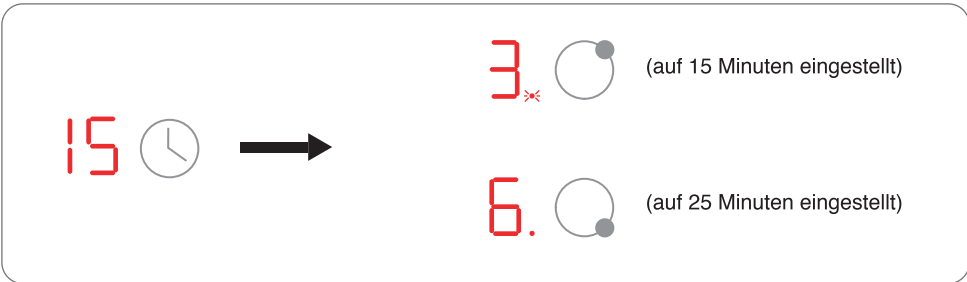 3. (auf 15 Minuten eingestellt)
15
6. (auf 25 Minuten eingestellt)